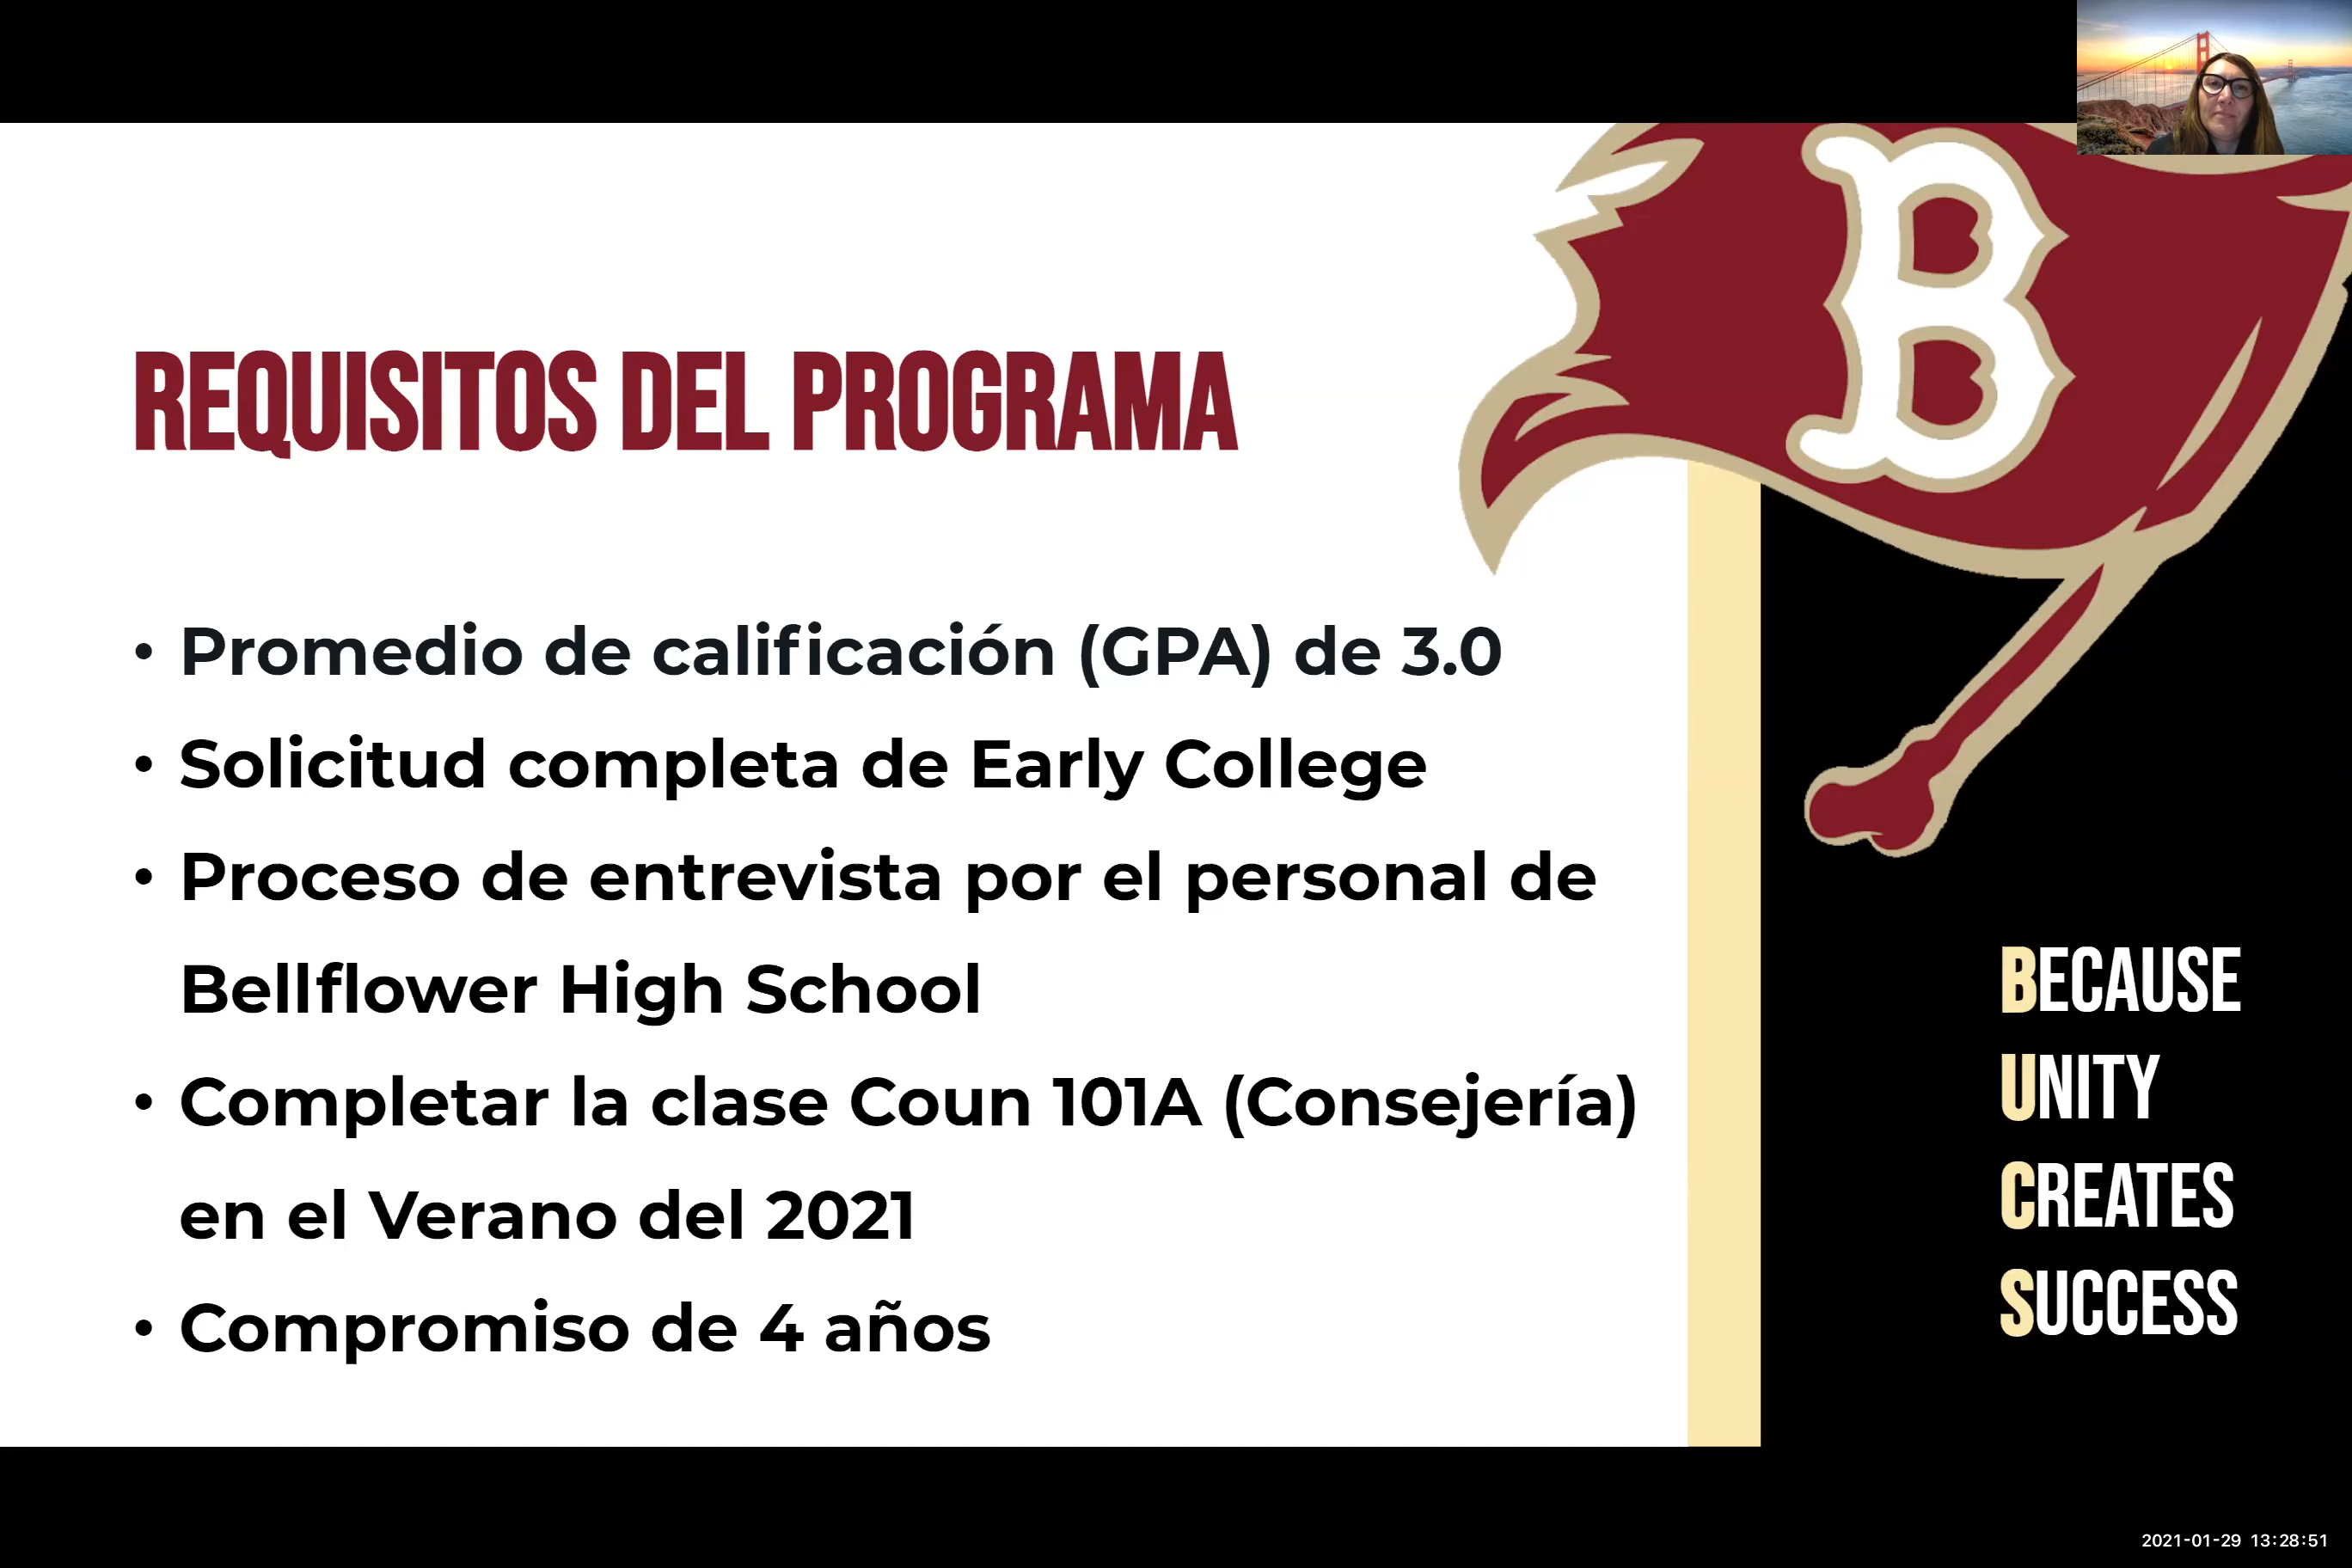 REQUISITOS DEL PROGRAMA
• Promedio de calificación (GPA) de 3.0
• Solicitud completa de Early College
• Proceso de entrevista por el personal de
Bellflower High School
• Completar la clase Coun 101A (Consejería)
en el Verano del 2021
• Compromiso de 4 años
B
BECAUSE
UNITY
CREATES
SUCCESS
2021-01-29 13:28:51